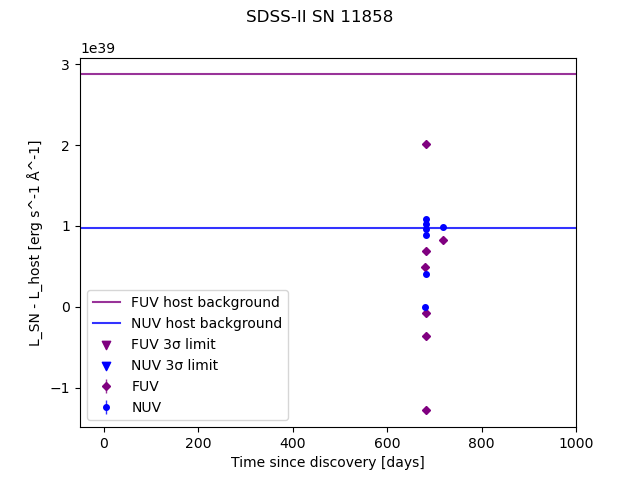 SDSS-II SN 11858
1e39
3
2
1
0
−1
L_SN - L_host [erg s^-1 Å^-1]
FUV host background
NUV host background
FUV 3σ limit
NUV 3σ limit
FUV
NUV
0 200 400 600 800 1000
Time since discovery [days]